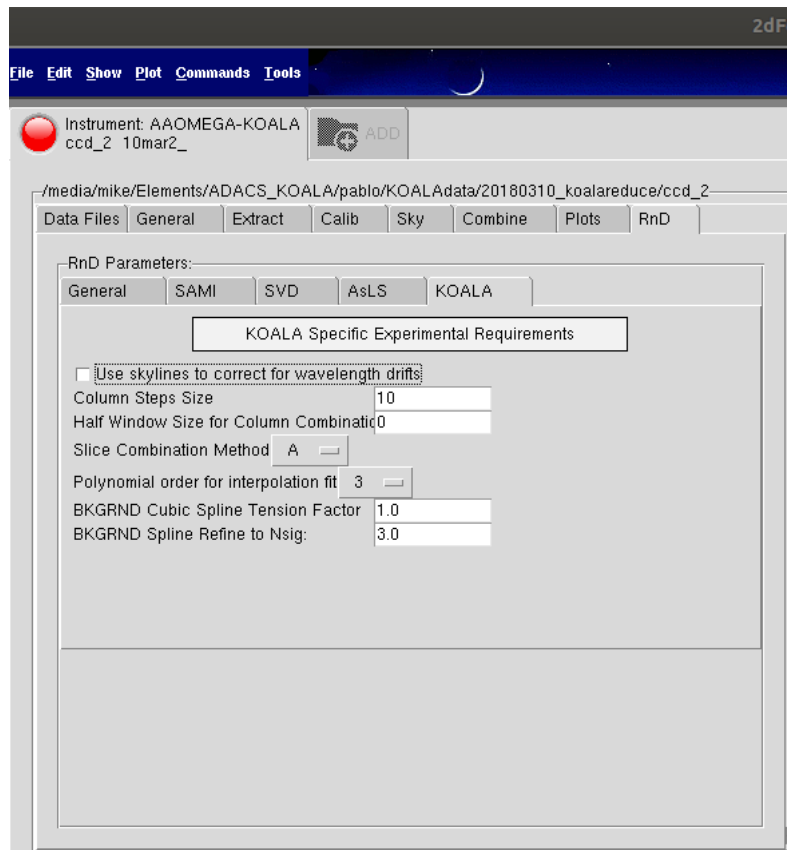 2dF
File Edit Show Plot Commands Tools
Instrument: AAOMEGA-KOALA
ccd_2 10mar2_
ADD
/media/mike/Elements/ADACS_KOALA/pablo/KOALAdata/20180310_koalareduce/ccd_2
Data Files General Extract Calib Sky Combine Plots RnD
RnD Parameters:
General SAMI SVD AsLS KOALA
KOALA Specific Experimental Requirements
Use skylines to correct for wavelength drifts
Column Steps Size 10
Half Window Size for Column Combinatic 0
Slice Combination Method A
Polynomial order for interpolation fit 3
BKGRND Cubic Spline Tension Factor 1.0
BKGRND Spline Refine to Nsig: 3.0